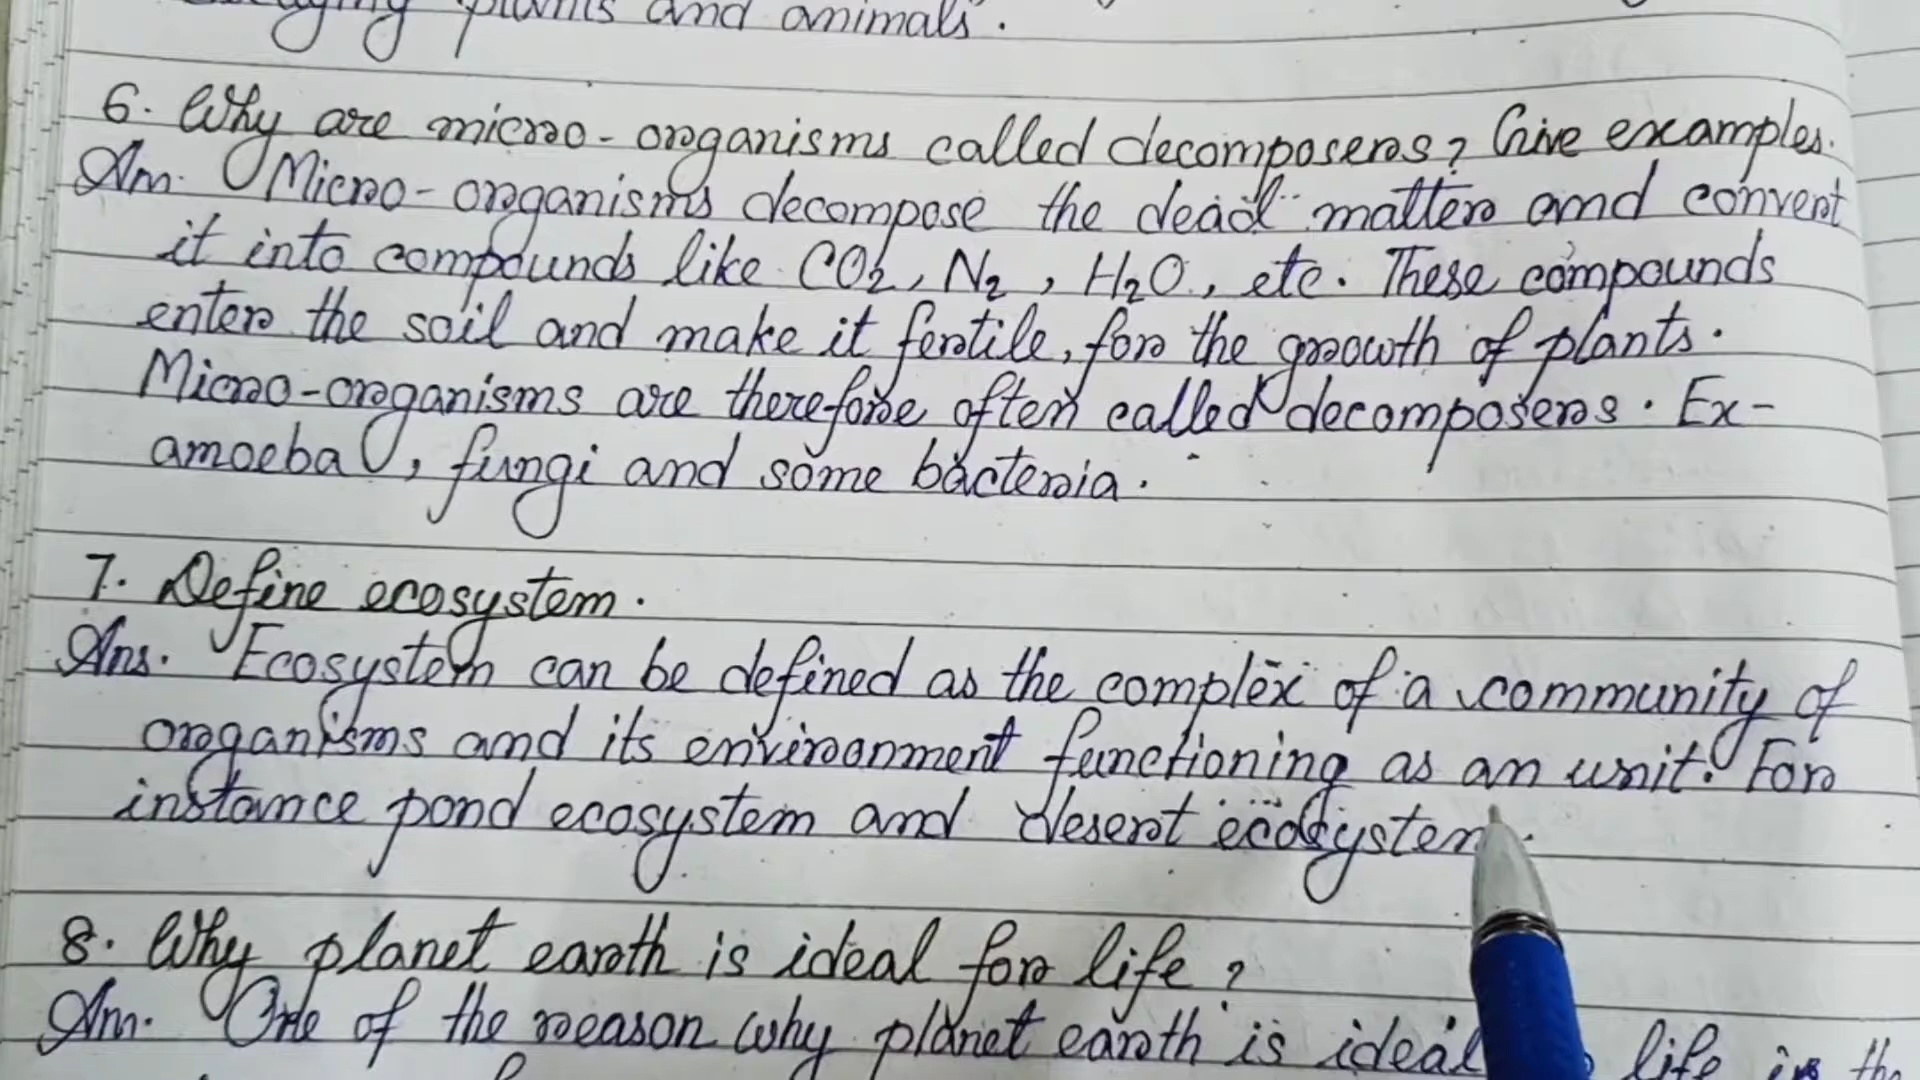 plants and animals.
6. Why are micro-organisms called decomposers? Give examples.
Ans. Micro-organisms decompose the dead matter and convert
it into compounds like CO2, N2, H2O, etc. These compounds
enter the soil and make it fertile, for the growth of plants.
Micro-organisms are therefore often called decomposers. Ex-
amoeba, fungi and some bacteria.
7. Define ecosystem.
Ans. Ecosystem can be defined as the complex of a community of
organisms and its environment functioning as an unit. For
instance pond ecosystem and desert ecosystem.
8. Why planet earth is ideal for life?
Ans. One of the reason why planet earth is ideal life is the